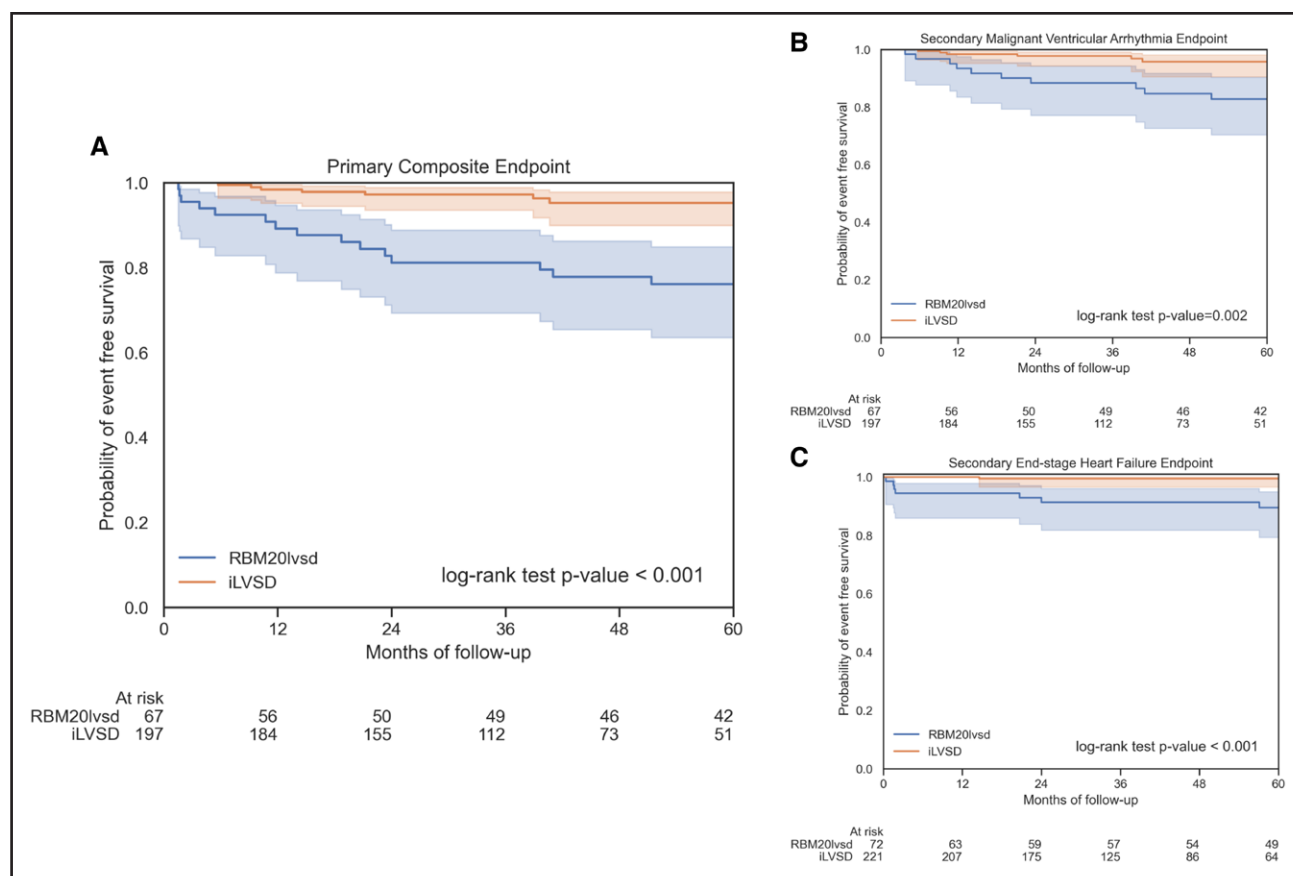 A
Primary Composite Endpoint
Probability of event free survival
1.0
0.8
0.6
0.4
0.2
0.0
RBM20lvsd
iLVSD
log-rank test p-value < 0.001
0 12 24 36 48 60
Months of follow-up
At risk
RBM20lvsd 67 56 50 49 46 42
iLVSD 197 184 155 112 73 51
B
Secondary Malignant Ventricular Arrhythmia Endpoint
Probability of event free survival
1.0
0.8
0.6
0.4
0.2
0.0
RBM20lvsd
iLVSD
log-rank test p-value=0.002
0 12 24 36 48 60
Months of follow-up
At risk
RBM20lvsd 67 56 50 49 46 42
iLVSD 197 184 155 112 73 51
C
Secondary End-stage Heart Failure Endpoint
Probability of event free survival
1.0
0.8
0.6
0.4
0.2
0.0
RBM20lvsd
iLVSD
log-rank test p-value < 0.001
0 12 24 36 48 60
Months of follow-up
At risk
RBM20lvsd 72 63 59 57 54 49
iLVSD 221 207 175 125 86 64